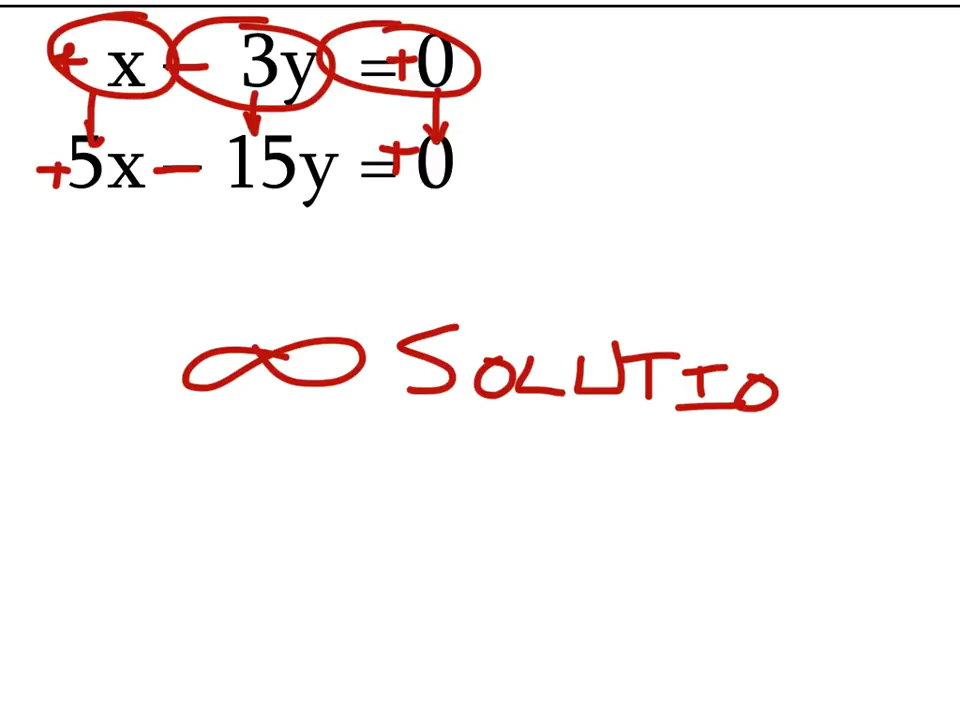 + x – 3y = +0
+5x – 15y = +0
∞ SOLUTIO